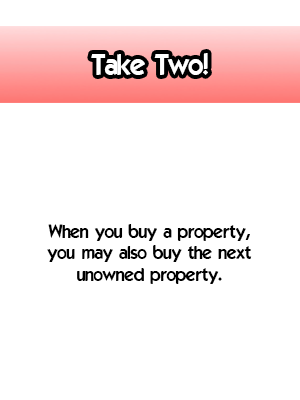 Take Two!
When you buy a property,
you may also buy the next
unowned property.